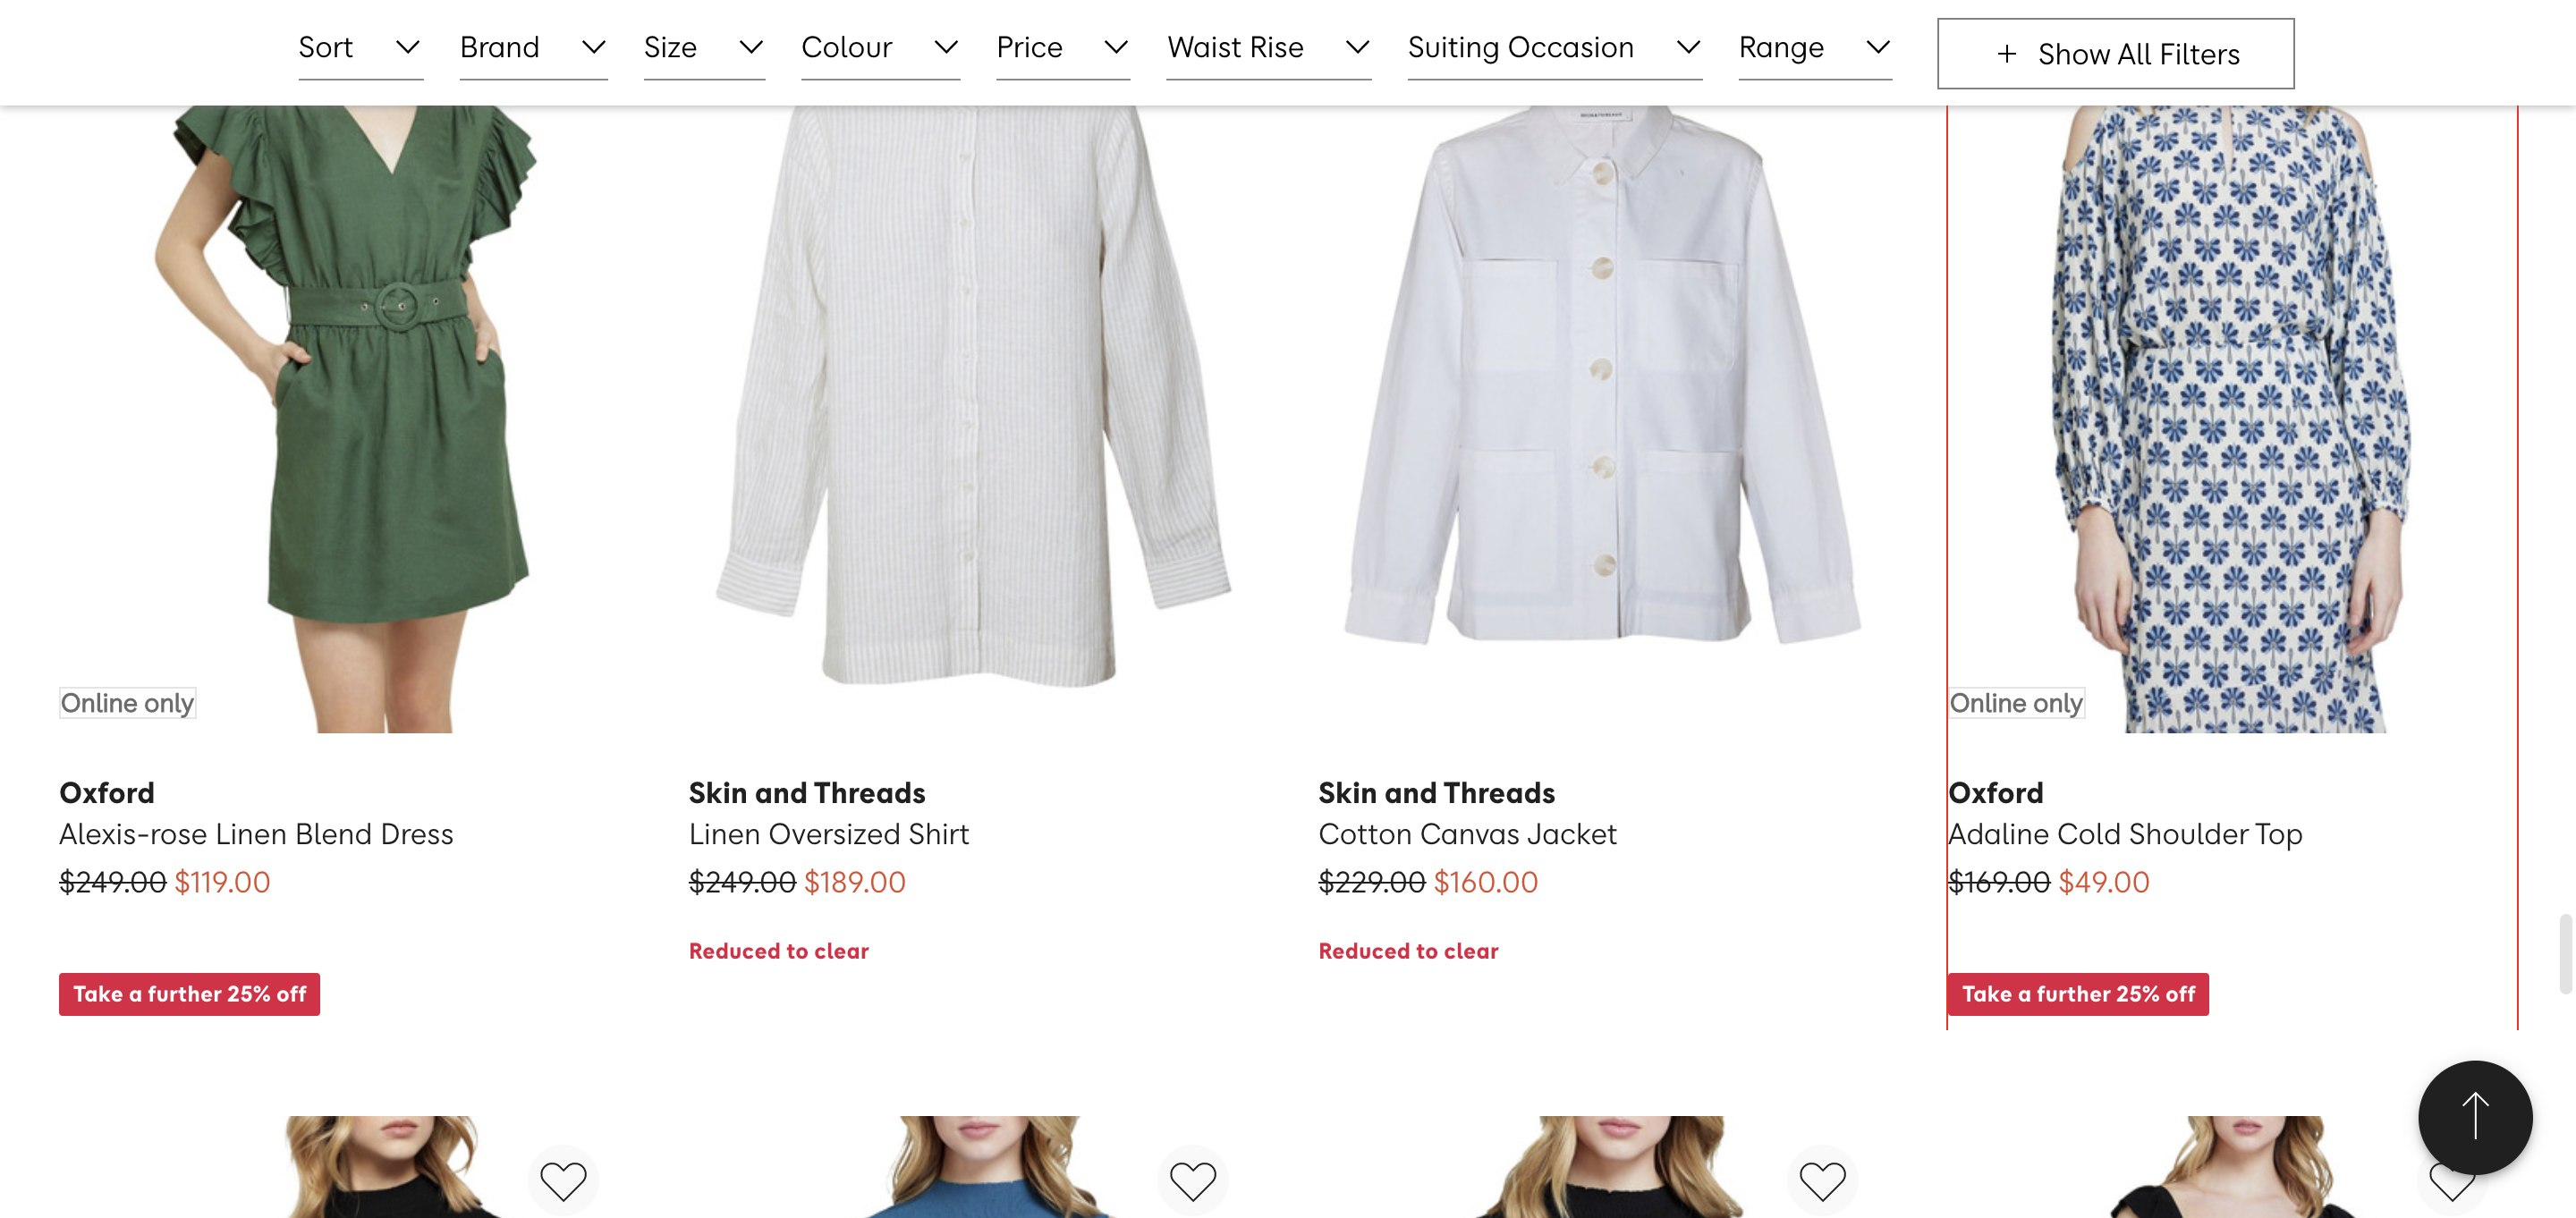 Sort
Brand
Size
Colour
Price
Waist Rise
Suiting Occasion
Range
+ Show All Filters
Online only
Oxford
Alexis-rose Linen Blend Dress
$249.00 $119.00
Take a further 25% off
Skin and Threads
Linen Oversized Shirt
$249.00 $189.00
Reduced to clear
Skin and Threads
Cotton Canvas Jacket
$229.00 $160.00
Reduced to clear
Online only
Oxford
Adaline Cold Shoulder Top
$169.00 $49.00
Take a further 25% off